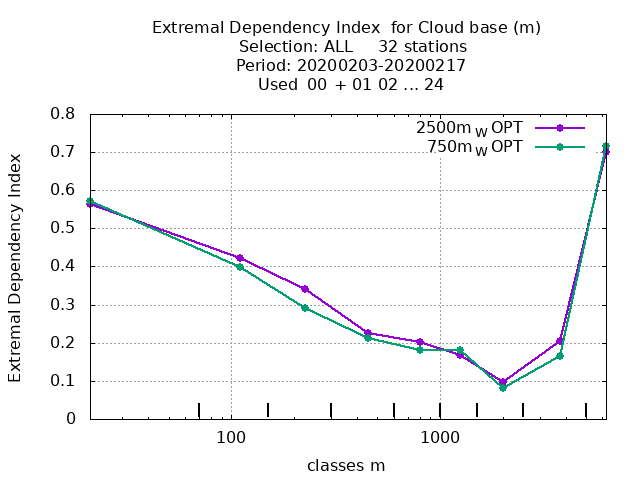 Extremal Dependency Index  for Cloud base (m)
Selection: ALL     32 stations
Period: 20200203-20200217
Used  00  + 01 02 ... 24
2500m_W OPT
750m_W OPT
0.8
0.7
0.6
0.5
0.4
0.3
0.2
0.1
0
Extremal Dependency Index
100 1000
classes m